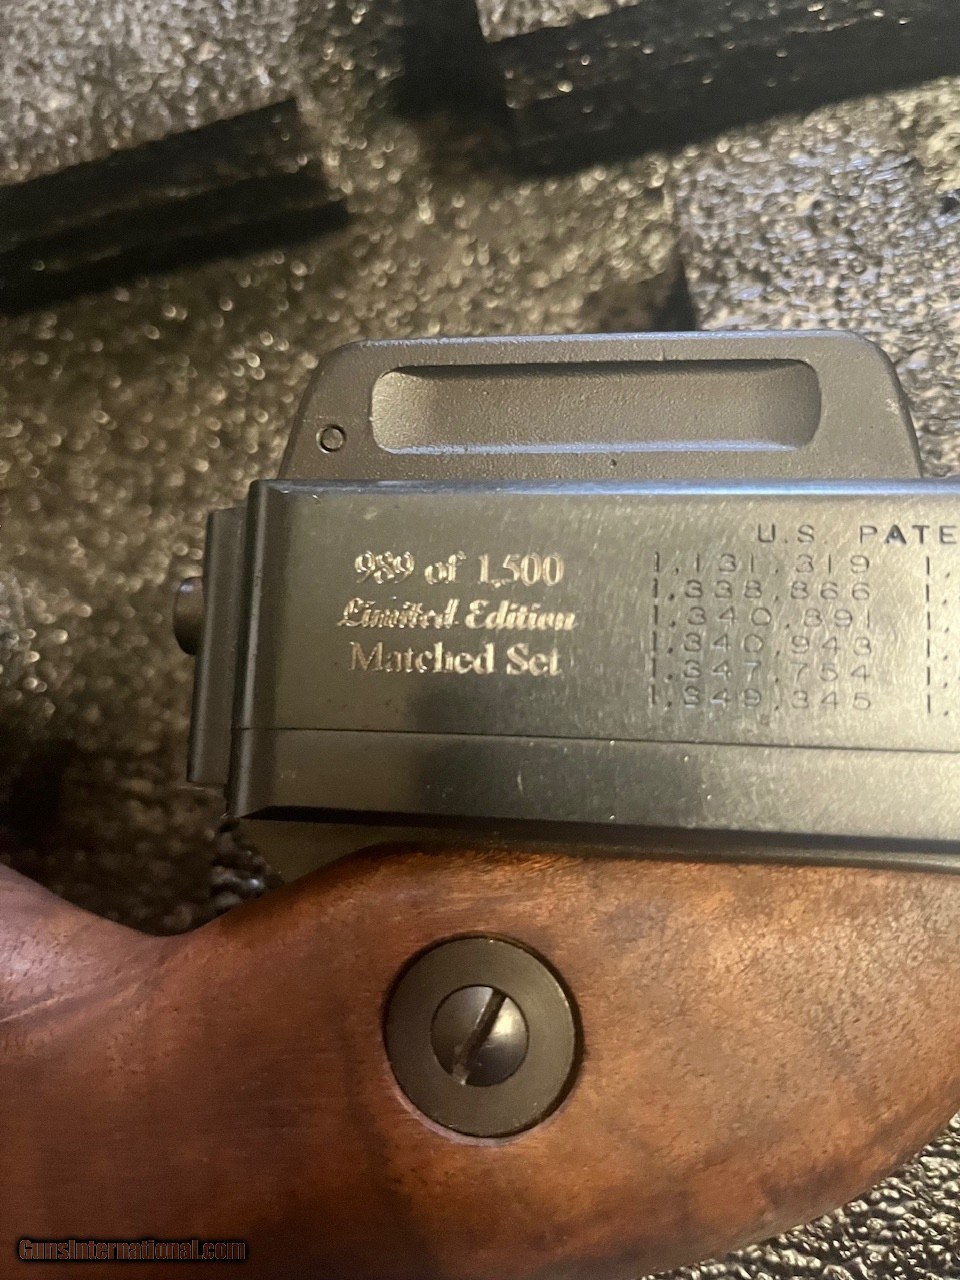 989 of 1,500
Limited Edition
Matched Set
U.S. PATE
1,131,319
1,338,866
1,340,891
1,340,943
1,347,754
1,349,345
GunsInternational.com